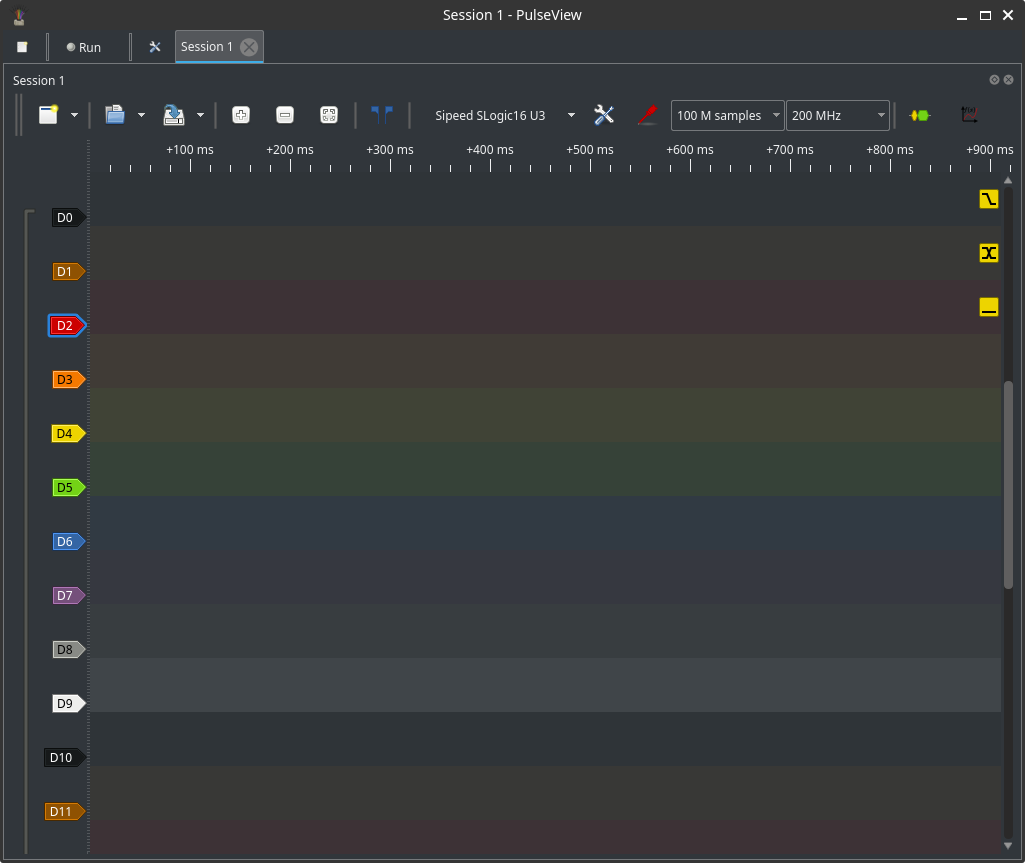 Session 1 - PulseView
Run
Session 1
Session 1
Sipeed SLogic16 U3
100 M samples
200 MHz
+100 ms +200 ms +300 ms +400 ms +500 ms +600 ms +700 ms +800 ms +900 ms
D0
D1
D2
D3
D4
D5
D6
D7
D8
D9
D10
D11